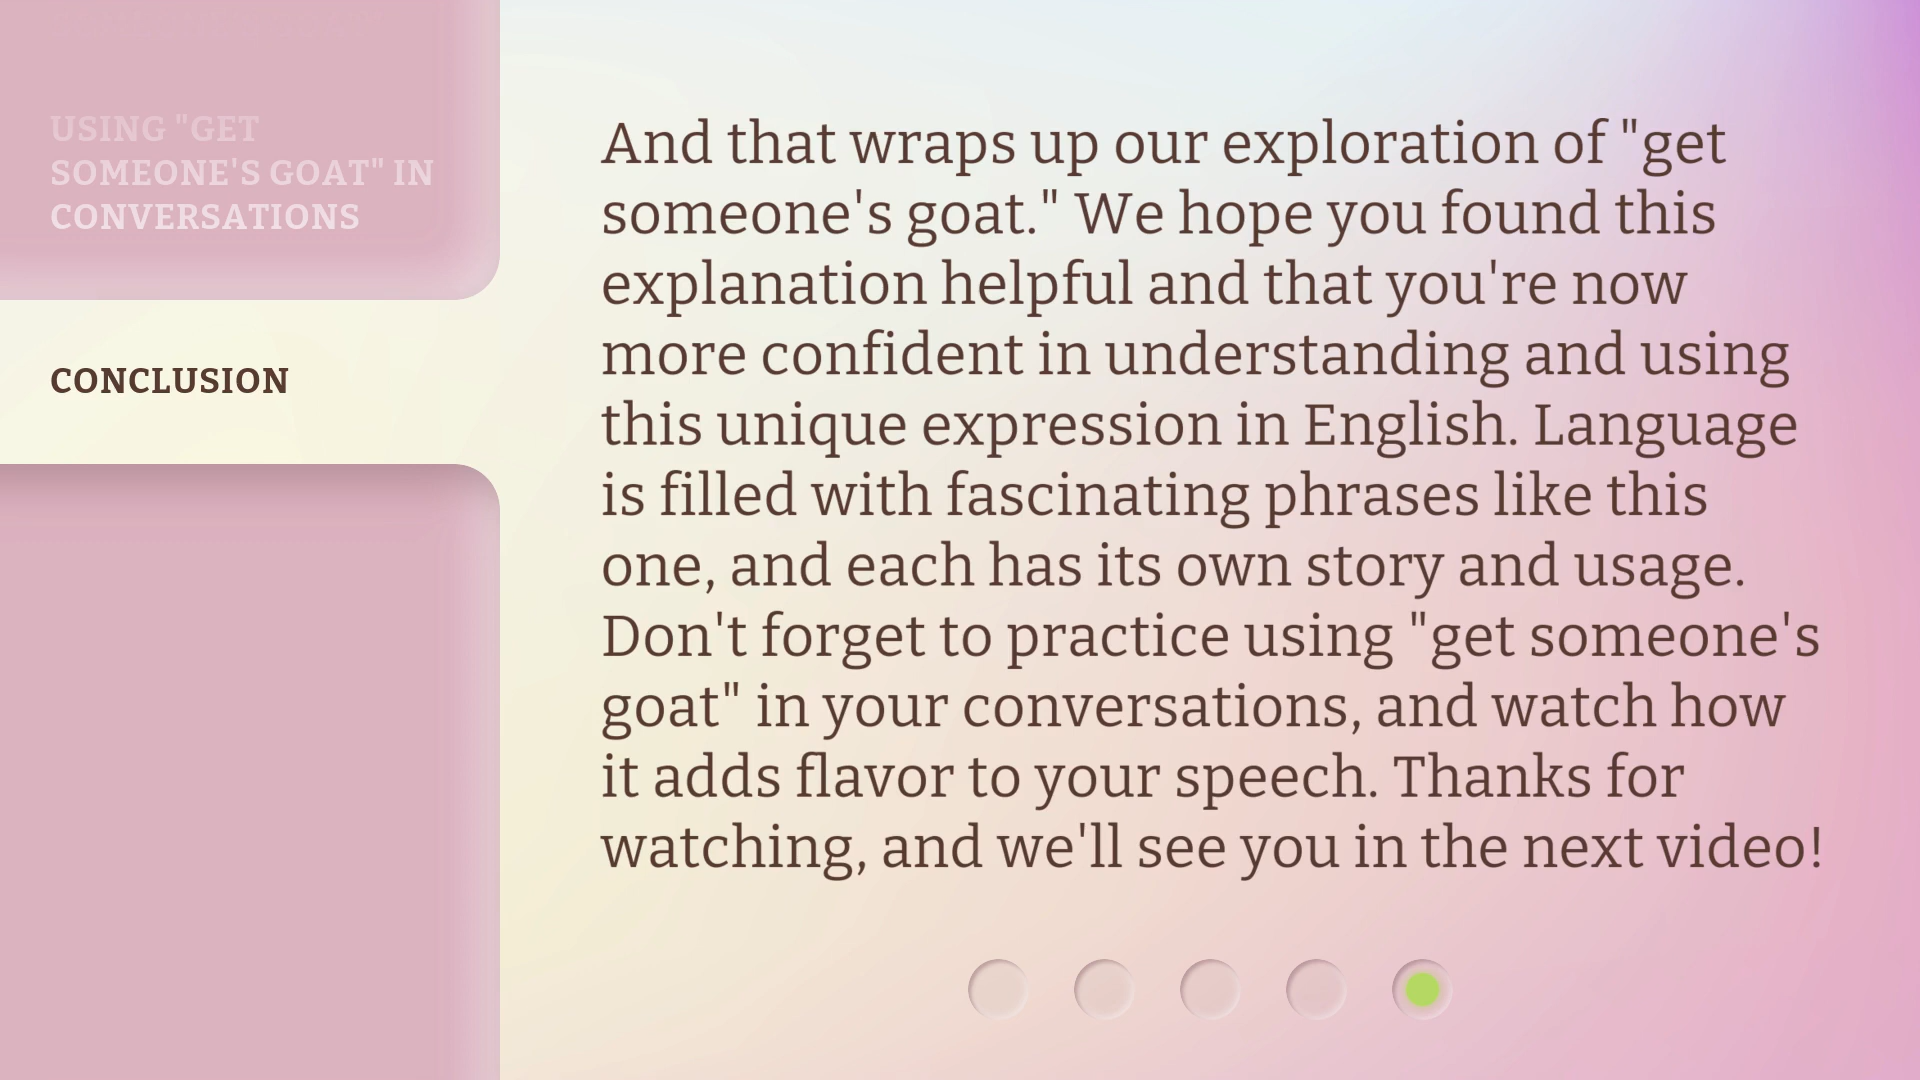 USING "GET
SOMEONE'S GOAT" IN
CONVERSATIONS
CONCLUSION
And that wraps up our exploration of "get
someone's goat." We hope you found this
explanation helpful and that you're now
more confident in understanding and using
this unique expression in English. Language
is filled with fascinating phrases like this
one, and each has its own story and usage.
Don't forget to practice using "get someone's
goat" in your conversations, and watch how
it adds flavor to your speech. Thanks for
watching, and we'll see you in the next video!